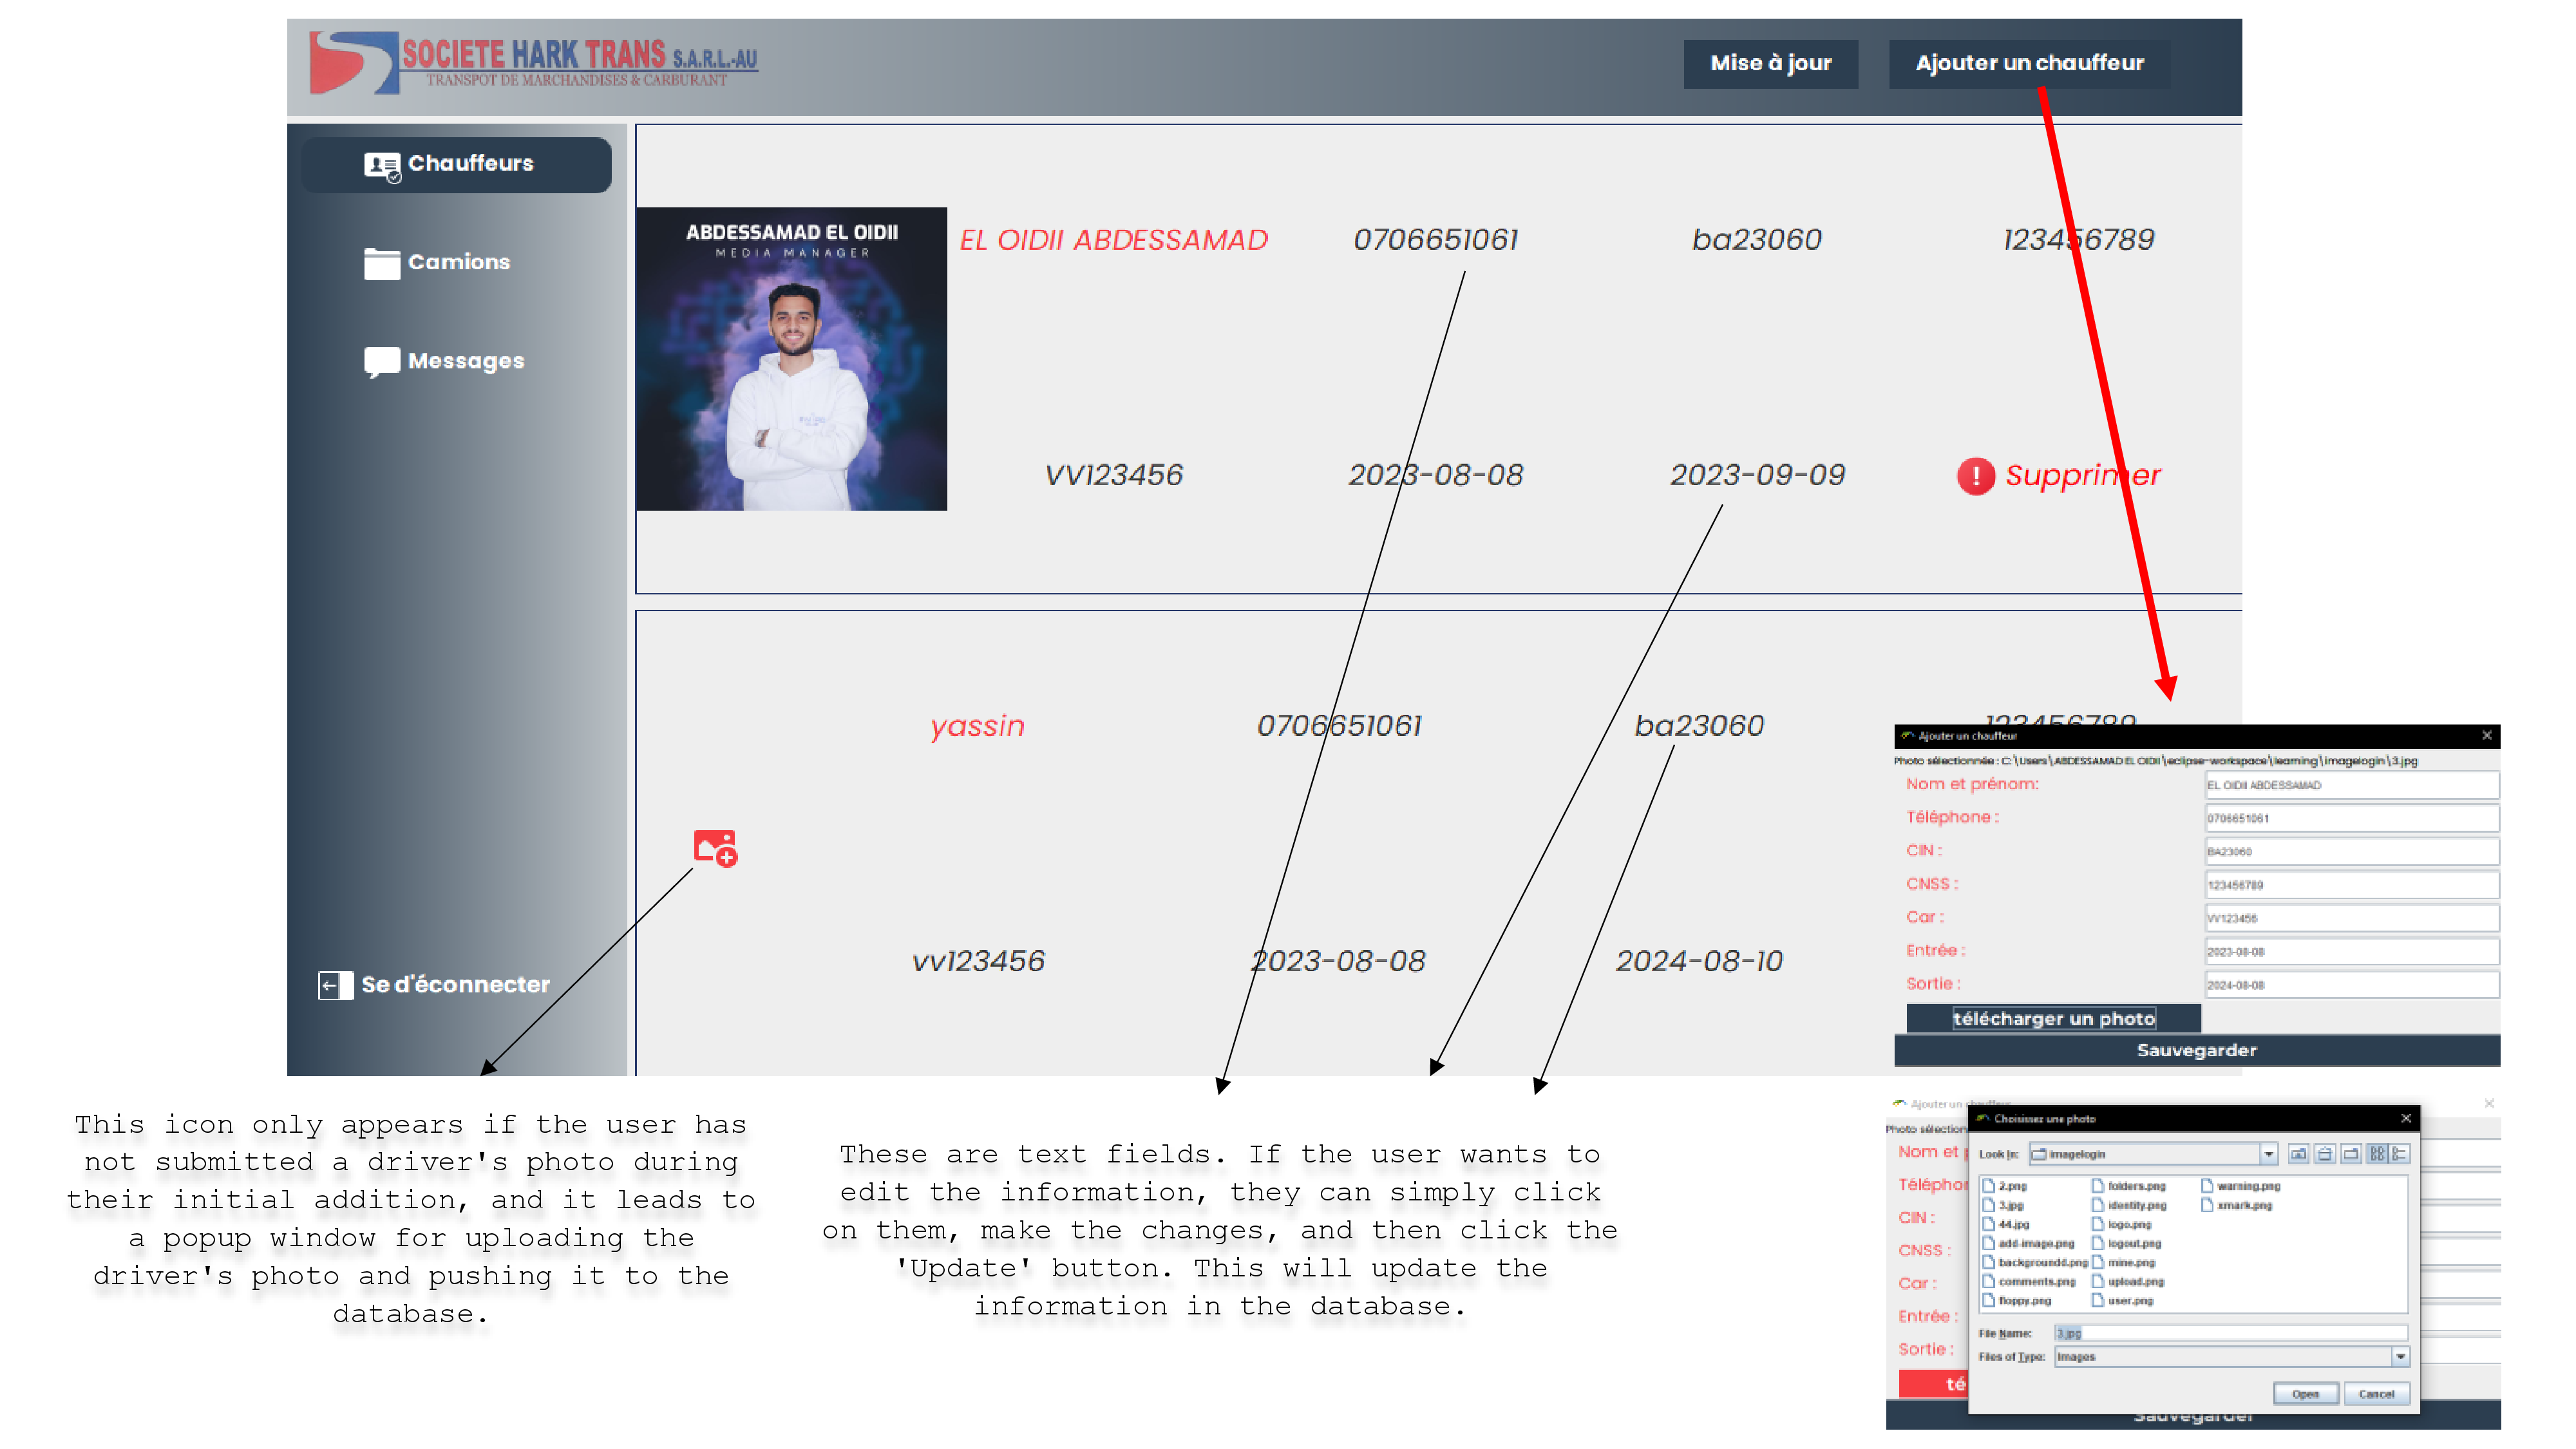 SOCIETE HARK TRANS S.A.R.L.-AU
TRANSPOT DE MARCHANDISES & CARBURANT
Mise à jour
Ajouter un chauffeur
Chauffeurs
Camions
Messages
Se d'éconnecter
ABDESSAMAD EL OIDII
MEDIA MANAGER
EL OIDII ABDESSAMAD
0706651061
ba23060
123456789
VV123456
2023-08-08
2023-09-09
Supprimer
yassin
0706651061
ba23060
123456789
vv123456
2023-08-08
2024-08-10
Ajouter un chauffeur
Photo sélectionnée : C:\Users\ABDESSAMAD EL OIDII\eclipse-workspace\learning\imagelogin\3.jpg
Nom et prénom: EL OIDII ABDESSAMAD
Téléphone : 0706651061
CIN : BA23060
CNSS : 123456789
Car : VV123456
Entrée : 2023-08-08
Sortie : 2024-08-08
télécharger un photo
Sauvegarder
This icon only appears if the user has
not submitted a driver's photo during
their initial addition, and it leads to
a popup window for uploading the
driver's photo and pushing it to the
database.
These are text fields. If the user wants to
edit the information, they can simply click
on them, make the changes, and then click the
'Update' button. This will update the
information in the database.
Ajouter un chauffeur
Photo sélection
Nom et p
Télépho
CIN :
CNSS :
Car :
Entrée :
Sortie :
té
Sauvegarder
Choisissez une photo
Look In: imagelogin
2.png folders.png warning.png
3.jpg identity.png xmark.png
44.jpg logo.png
add-image.png logout.png
backgroundd.png mine.png
comments.png upload.png
floppy.png user.png
File Name: 3.jpg
Files of Type: Images
Open Cancel